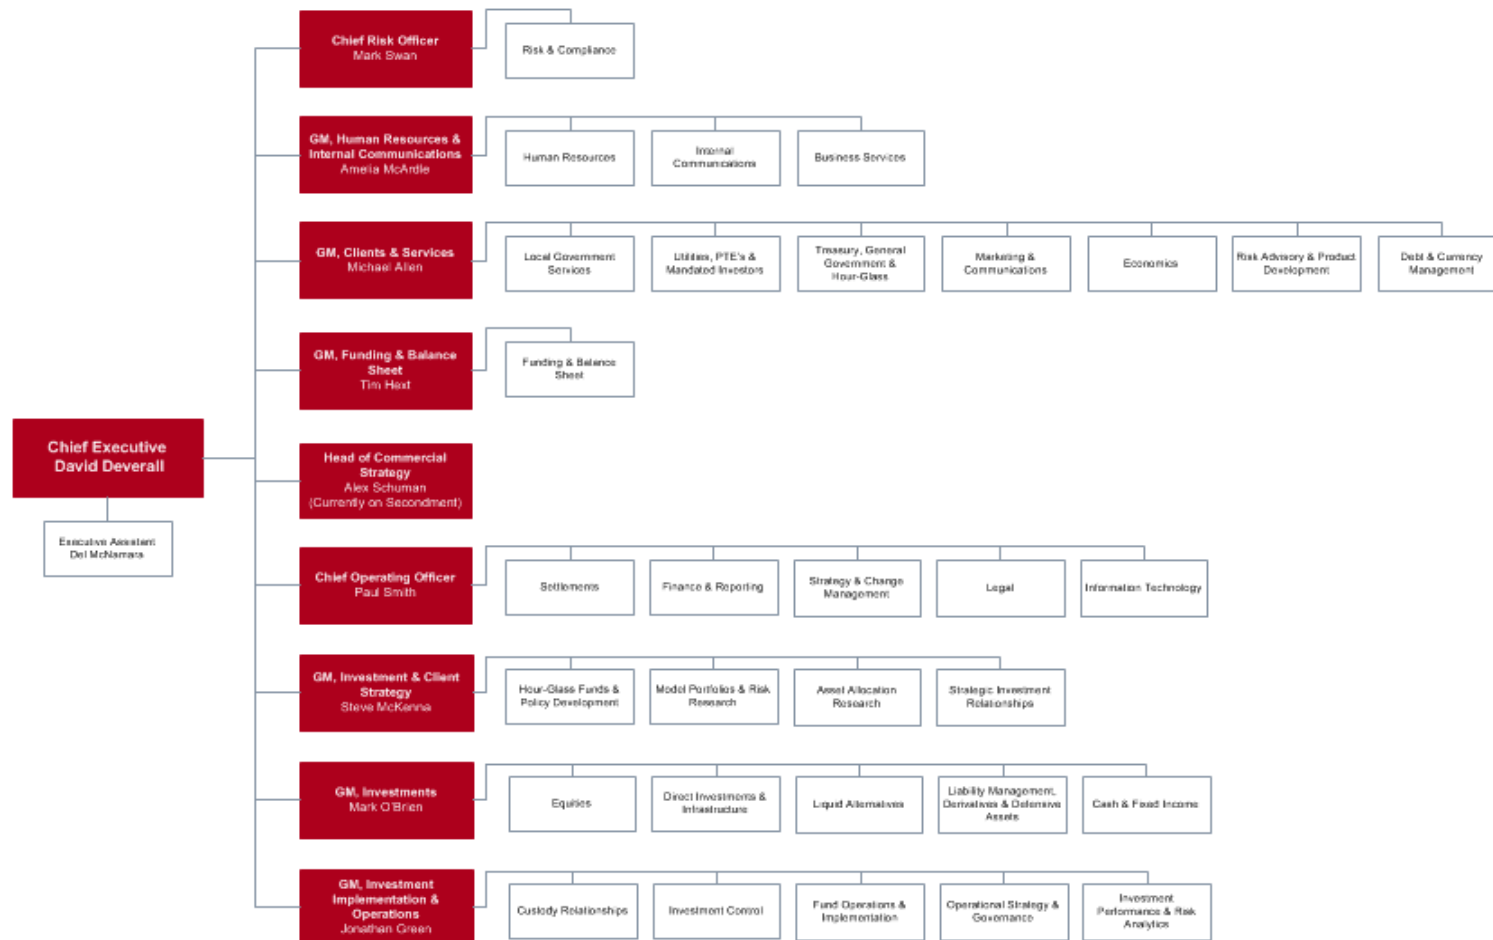 Chief Risk Officer
Mark Swan
Risk & Compliance
GM, Human Resources &
Internal Communications
Amelia McArdle
Human Resources
Internal
Communications
Business Services
GM, Clients & Services
Michael Allen
Local Government
Services
Utilities, PTE's &
Mandated Investors
Treasury, General
Government &
Hour-Glass
Marketing &
Communications
Economics
Risk Advisory & Product
Development
Debt & Currency
Management
GM, Funding & Balance
Sheet
Tim Hext
Funding & Balance
Sheet
Chief Executive
David Deverall
Executive Assistant
Del McNamara
Head of Commercial
Strategy
Alex Schuman
(Currently on Secondment)
Chief Operating Officer
Paul Smith
Settlements
Finance & Reporting
Strategy & Change
Management
Legal
Information Technology
GM, Investment & Client
Strategy
Steve McKenna
Hour-Glass Funds &
Policy Development
Model Portfolios & Risk
Research
Asset Allocation
Research
Strategic Investment
Relationships
GM, Investments
Mark O'Brien
Equities
Direct Investments &
Infrastructure
Liquid Alternatives
Liability Management,
Derivatives & Defensive
Assets
Cash & Fixed Income
GM, Investment
Implementation &
Operations
Jonathan Green
Custody Relationships
Investment Control
Fund Operations &
Implementation
Operational Strategy &
Governance
Investment
Performance & Risk
Analytics